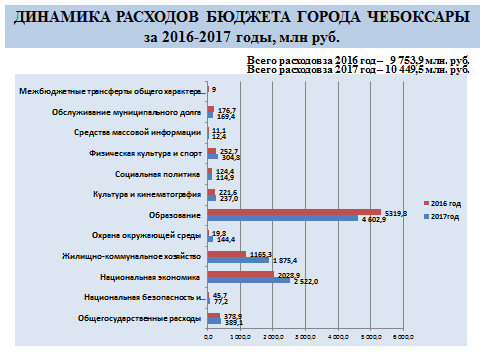 ДИНАМИКА РАСХОДОВ БЮДЖЕТА ГОРОДА ЧЕБОКСАРЫ
за 2016-2017 годы, млн руб.
Всего расходов за 2016 год – 9 753,9 млн. руб.
Всего расходов за 2017 год – 10 449,5 млн. руб.
Межбюджетные трансферты общего характера...
9
Обслуживание муниципального долга
176,7
169,4
Средства массовой информации
11,1
12,4
Физическая культура и спорт
252,7
304,8
Социальная политика
124,4
114,9
Культура и кинематография
221,6
237,0
Образование
5319,8
4 602,9
Охрана окружающей среды
19,8
144,4
Жилищно-коммунальное хозяйство
1165,3
1 875,4
Национальная экономика
2028,9
2 522,0
Национальная безопасность и...
45,7
77,2
Общегосударственные расходы
378,9
389,1
2016 год
2017год
0,0 1 000,0 2 000,0 3 000,0 4 000,0 5 000,0 6 000,0